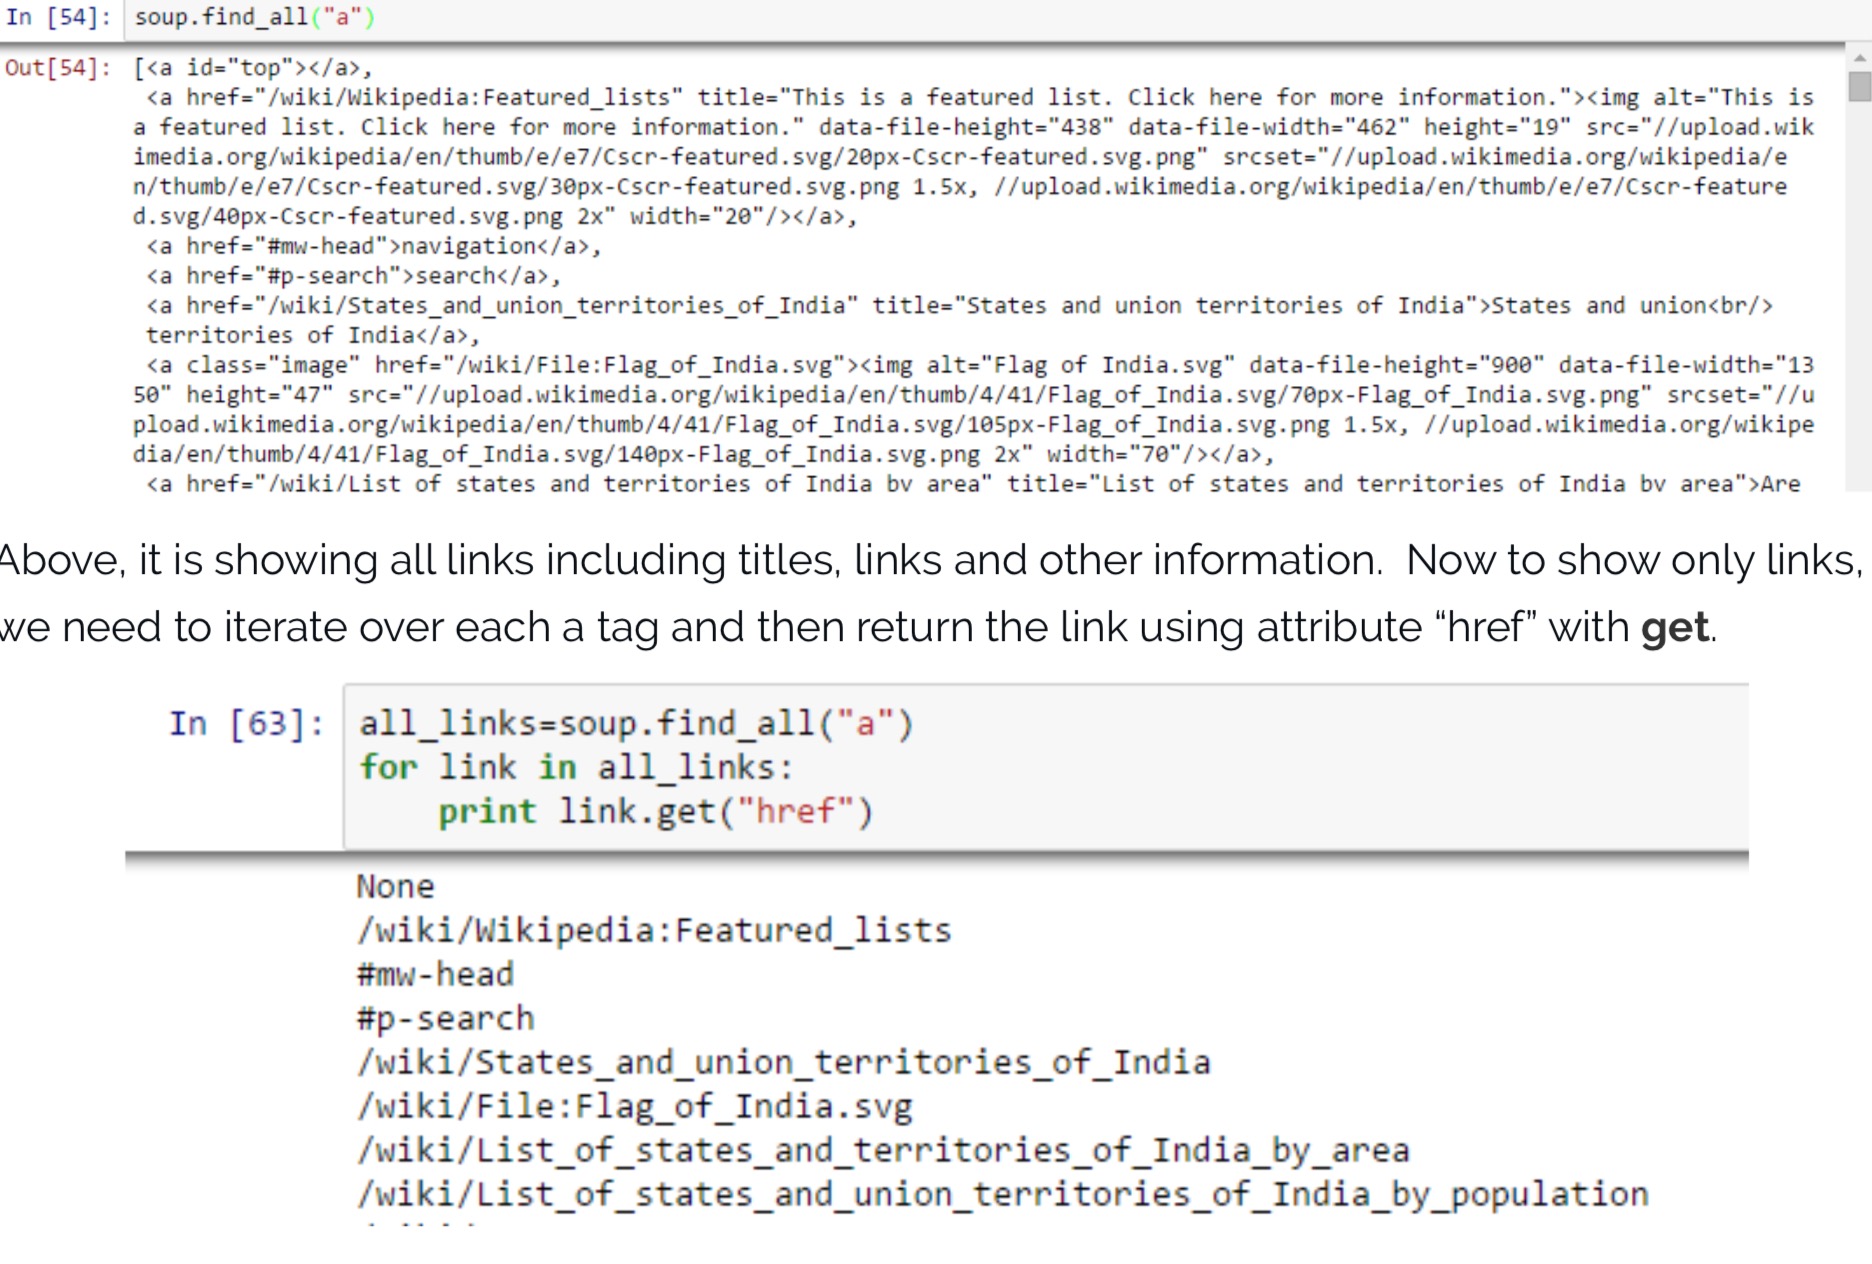 In [54]: soup.find_all("a")
Out[54]: [<a id="top"></a>,
<a href="/wiki/Wikipedia:Featured_lists" title="This is a featured list. Click here for more information."><img alt="This is
a featured list. Click here for more information." data-file-height="438" data-file-width="462" height="19" src="//upload.wik
imedia.org/wikipedia/en/thumb/e/e7/Cscr-featured.svg/20px-Cscr-featured.svg.png" srcset="//upload.wikimedia.org/wikipedia/e
n/thumb/e/e7/Cscr-featured.svg/30px-Cscr-featured.svg.png 1.5x, //upload.wikimedia.org/wikipedia/en/thumb/e/e7/Cscr-feature
d.svg/40px-Cscr-featured.svg.png 2x" width="20"/></a>,
<a href="#mw-head">navigation</a>,
<a href="#p-search">search</a>,
<a href="/wiki/States_and_union_territories_of_India" title="States and union territories of India">States and union<br/>
territories of India</a>,
<a class="image" href="/wiki/File:Flag_of_India.svg"><img alt="Flag of India.svg" data-file-height="900" data-file-width="13
50" height="47" src="//upload.wikimedia.org/wikipedia/en/thumb/4/41/Flag_of_India.svg/70px-Flag_of_India.svg.png" srcset="//u
pload.wikimedia.org/wikipedia/en/thumb/4/41/Flag_of_India.svg/105px-Flag_of_India.svg.png 1.5x, //upload.wikimedia.org/wikipe
dia/en/thumb/4/41/Flag_of_India.svg/140px-Flag_of_India.svg.png 2x" width="70"/></a>,
<a href="/wiki/List of states and territories of India by area" title="List of states and territories of India by area">Are
Above, it is showing all links including titles, links and other information.  Now to show only links,
we need to iterate over each a tag and then return the link using attribute “href” with get.
In [63]: all_links=soup.find_all("a")
for link in all_links:
    print link.get("href")
None
/wiki/Wikipedia:Featured_lists
#mw-head
#p-search
/wiki/States_and_union_territories_of_India
/wiki/File:Flag_of_India.svg
/wiki/List_of_states_and_territories_of_India_by_area
/wiki/List_of_states_and_union_territories_of_India_by_population